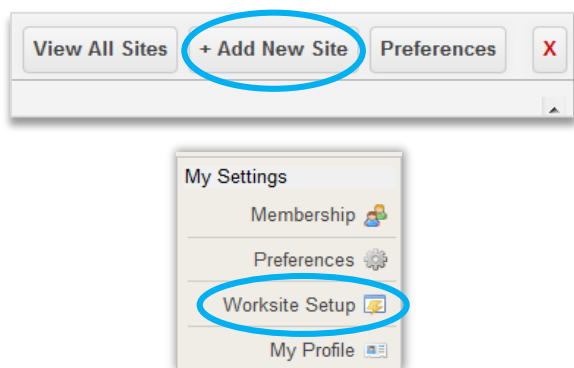 View All Sites + Add New Site Preferences X
My Settings
Membership
Preferences
Worksite Setup
My Profile